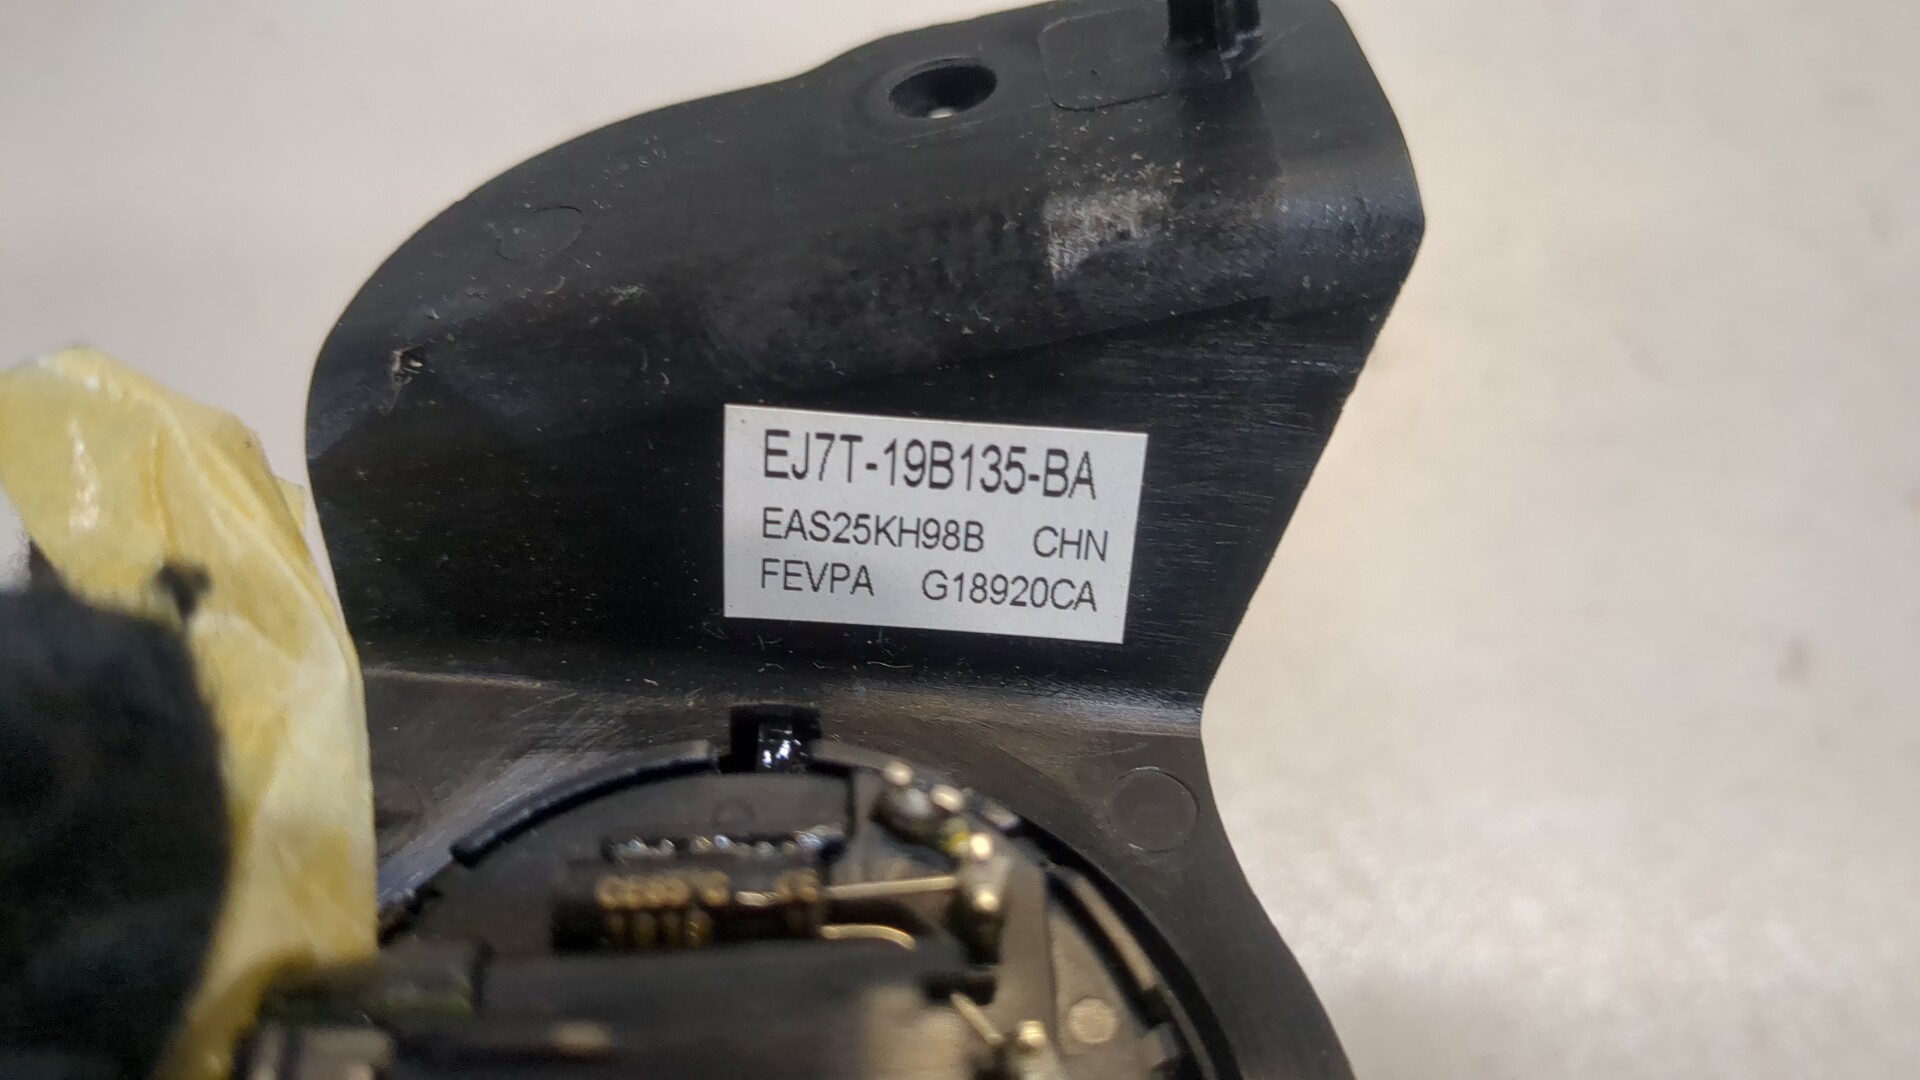 EJ7T-19B135-BA
EAS25KH98B CHN
FEVPA G18920CA